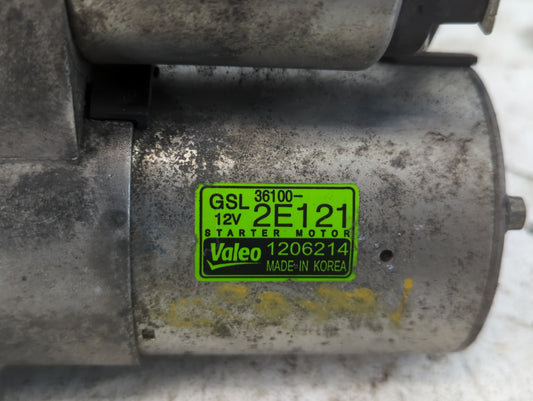 GSL 36100-
12V 2E121
STARTER MOTOR
Valeo 1206214
MADE IN KOREA